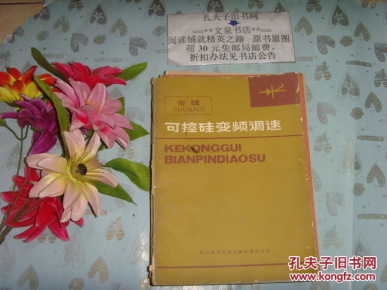 孔夫子旧书网
---文泉书店---
阅读铺就精英之路 原书原图
超30元免邮局邮费,
折扣办法见书店公告
专辑
ZHUANJI
可控硅变频调速
KEKONGGUI
BIANPINDIAOSU
孔夫子旧书网
KONGFZ.COM